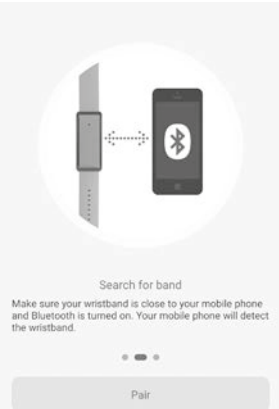 Search for band
Make sure your wristband is close to your mobile phone
and Bluetooth is turned on. Your mobile phone will detect
the wristband.
Pair